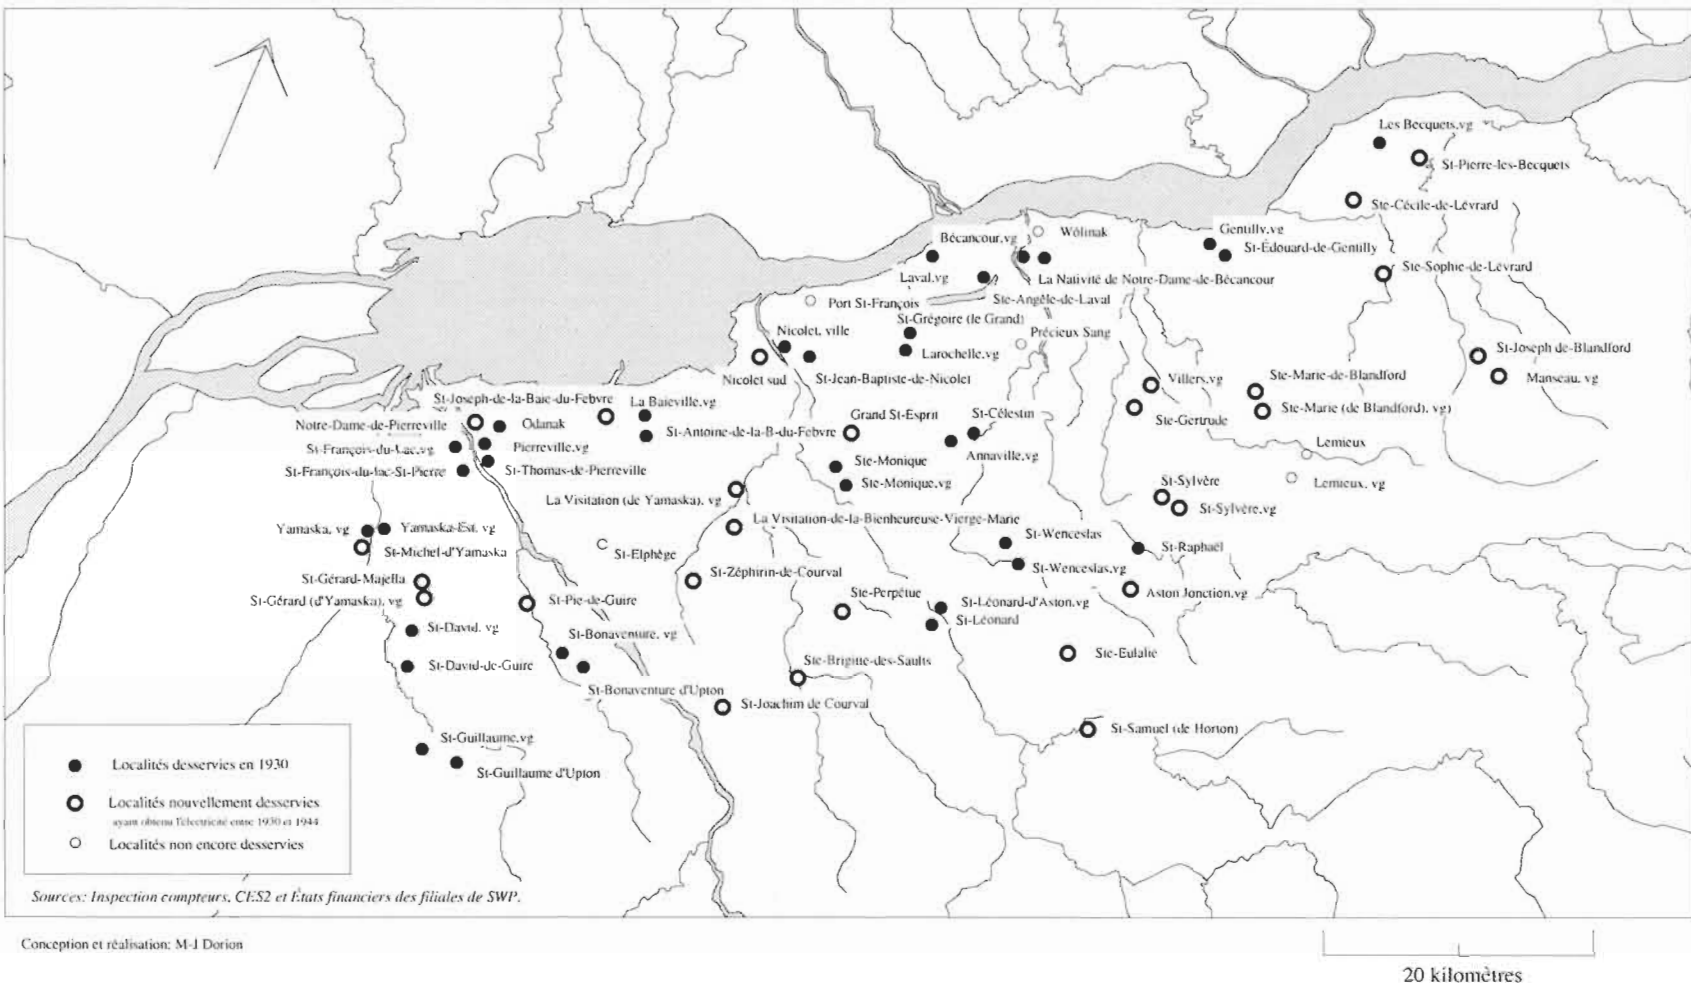 Les Becquets.vg
St-Pierre-les-Becquets
Ste-Cécile-de-Lévrard
Gentilly.vg
Wôlinak
Bécancour.vg
St-Édouard-de-Gentilly
Ste-Sophie-de-Lévrard
Laval.vg
La Nativité de Notre-Dame-de-Bécancour
Port St-François
Ste-Angèle-de-Laval
St-Grégoire (le Grand)
Nicolet, ville
Précieux Sang
Larochelle.vg
St-Joseph de-Blandford
Nicolet sud
St-Jean-Baptiste-de-Nicolet
Villers.vg
Ste-Marie-de-Blandford
Manseau. vg
St-Joseph-de-la-Baie-du-Febvre
La Baieville.vg
Ste-Marie (de Blandford). vg)
Grand St-Esprit
St-Célestin
Ste-Gertrude
Notre-Dame-de-Pierreville
Odanak
St-Antoine-de-la-B-du-Febvre
St-François-du-Lac.vg
Pierreville.vg
Annaville.vg
Lemieux
St-François-du-lac-St-Pierre
St-Thomas-de-Pierreville
Ste-Monique
Ste-Monique.vg
St-Sylvère
Lemieux. vg
La Visitation (de Yamaska). vg
St-Sylvère.vg
La Visitation-de-la-Bienheureuse-Vierge-Marie
Yamaska. vg
Yamaska-Est. vg
St-Wenceslas
St-Michel-d'Yamaska
St-Elphège
St-Raphaël
St-Wenceslas.vg
St-Gérard-Majella
St-Zéphirin-de-Courval
St-Gérard (d'Yamaska). vg
St-Pie-de-Guire
Ste-Perpétue
Aston Jonction.vg
St-Léonard-d'Aston.vg
St-Léonard
St-David. vg
St-Bonaventure. vg
Ste-Eulalie
St-David-de-Guire
Ste-Brigitte-des-Saults
St-Bonaventure d'Upton
St-Joachim de Courval
St-Samuel (de Horton)
St-Guillaume.vg
St-Guillaume d'Upton
Localités desservies en 1930
Localités nouvellement desservies
ayant obtenu l'électricité entre 1930 et 1944
Localités non encore desservies
Sources: Inspection compteurs. CES2 et États financiers des filiales de SWP.
Conception et réalisation: M-J Dorion
20 kilomètres